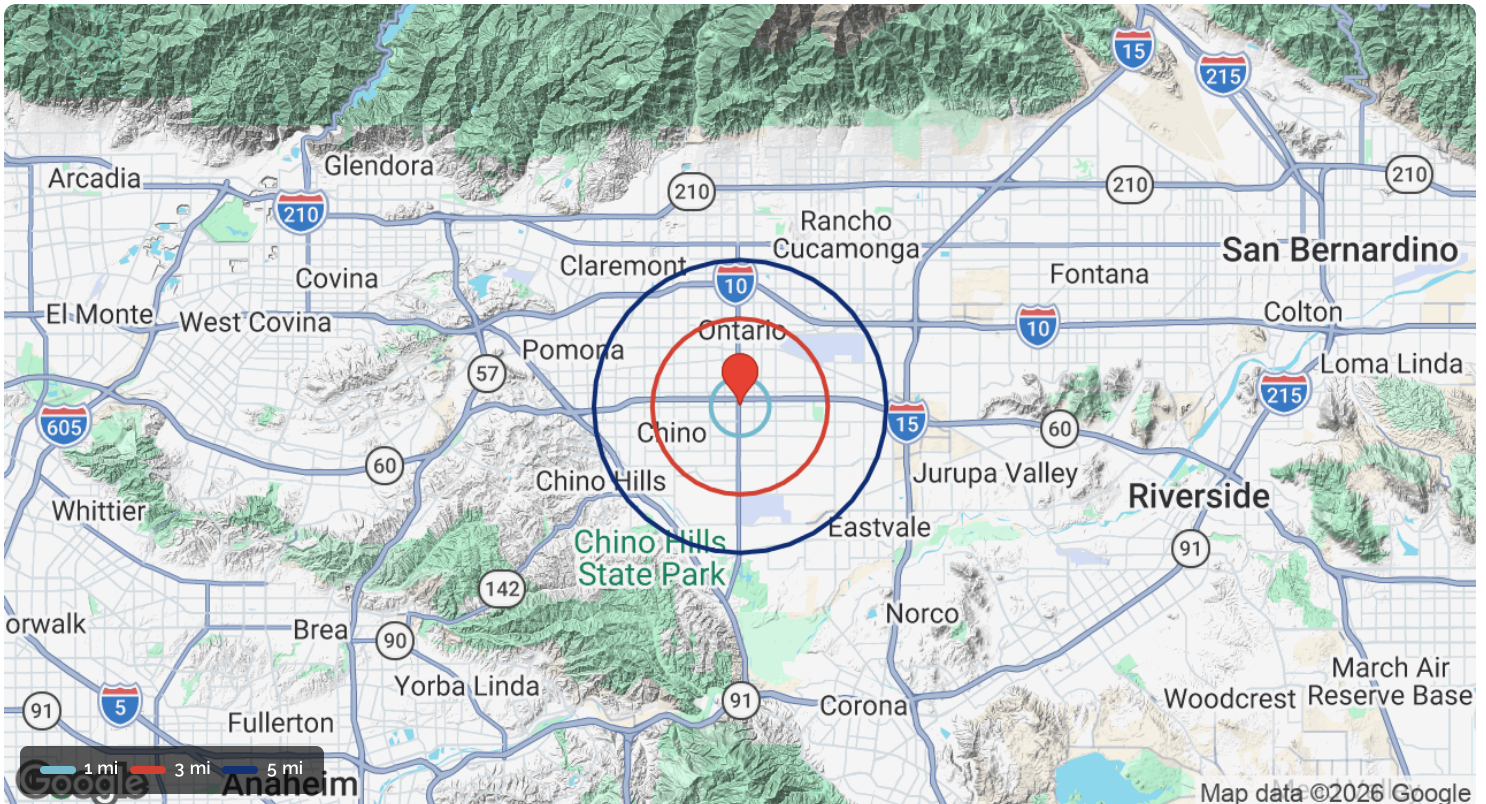 15
215
Glendora
Arcadia
210
210
210
210
Rancho
Cucamonga
San Bernardino
Claremont
Covina
Fontana
10
El Monte
West Covina
Ontario
10
Colton
Pomona
57
Loma Linda
215
605
Chino
15
60
60
Chino Hills
Jurupa Valley
Whittier
Riverside
Eastvale
Chino Hills
State Park
91
142
Norco
orwalk
Brea
90
March Air
Reserve Base
Yorba Linda
91
Woodcrest
91
5
Corona
Fullerton
1 mi
3 mi
5 mi
Google
Anaheim
Map data ©2026 Google